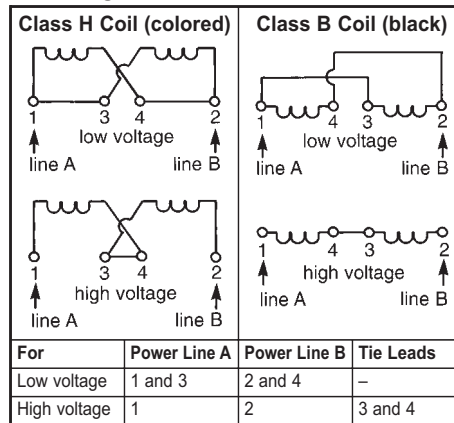 Class H Coil (colored) Class B Coil (black)
1 3 4 2
low voltage
line A line B
1 4 3 2
low voltage
line A line B
1 3 4 2
high voltage
line A line B
1 4 3 2
high voltage
line A line B
For Power Line A Power Line B Tie Leads
Low voltage 1 and 3 2 and 4 –
High voltage 1 2 3 and 4